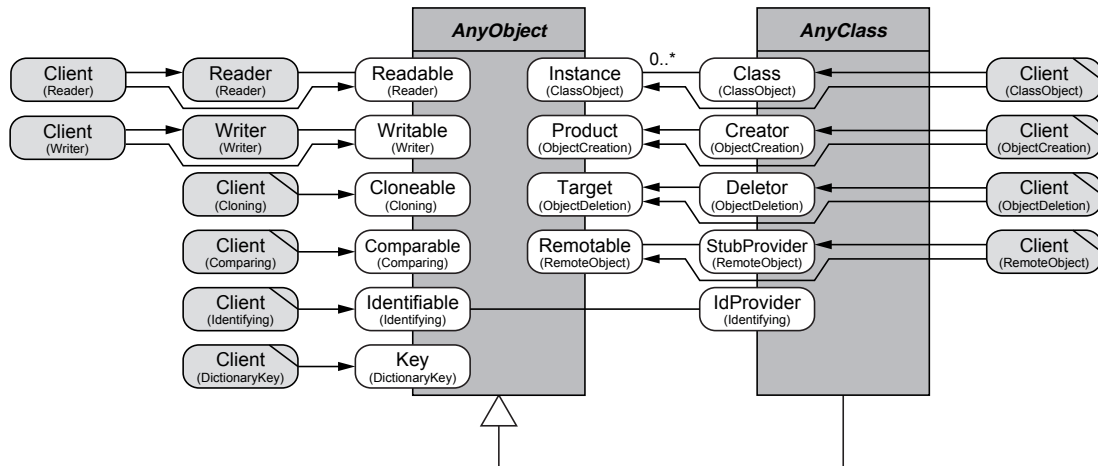 AnyObject
AnyClass
0..*
Client
(Reader)
Reader
(Reader)
Readable
(Reader)
Instance
(ClassObject)
Class
(ClassObject)
Client
(ClassObject)
Client
(Writer)
Writer
(Writer)
Writable
(Writer)
Product
(ObjectCreation)
Creator
(ObjectCreation)
Client
(ObjectCreation)
Client
(Cloning)
Cloneable
(Cloning)
Target
(ObjectDeletion)
Deletor
(ObjectDeletion)
Client
(ObjectDeletion)
Client
(Comparing)
Comparable
(Comparing)
Remotable
(RemoteObject)
StubProvider
(RemoteObject)
Client
(RemoteObject)
Client
(Identifying)
Identifiable
(Identifying)
IdProvider
(Identifying)
Client
(DictionaryKey)
Key
(DictionaryKey)